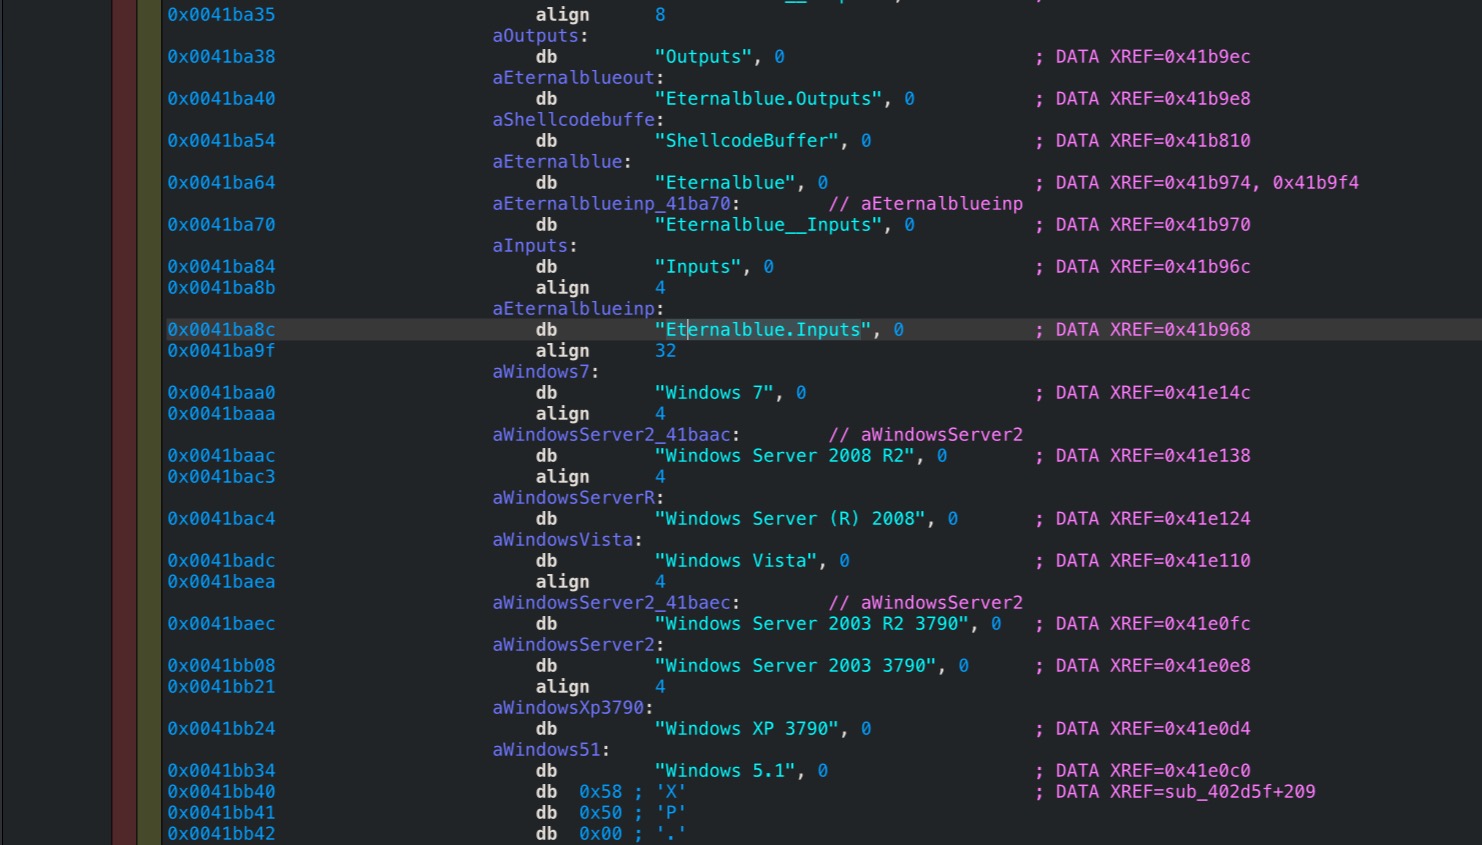 0x0041ba35 align 8
aOutputs:
0x0041ba38 db "Outputs", 0 ; DATA XREF=0x41b9ec
aEternalblueout:
0x0041ba40 db "Eternalblue.Outputs", 0 ; DATA XREF=0x41b9e8
aShellcodebuffe:
0x0041ba54 db "ShellcodeBuffer", 0 ; DATA XREF=0x41b810
aEternalblue:
0x0041ba64 db "Eternalblue", 0 ; DATA XREF=0x41b974, 0x41b9f4
aEternalblueinp_41ba70: // aEternalblueinp
0x0041ba70 db "Eternalblue__Inputs", 0 ; DATA XREF=0x41b970
aInputs:
0x0041ba84 db "Inputs", 0 ; DATA XREF=0x41b96c
0x0041ba8b align 4
aEternalblueinp:
0x0041ba8c db "Eternalblue.Inputs", 0 ; DATA XREF=0x41b968
0x0041ba9f align 32
aWindows7:
0x0041baa0 db "Windows 7", 0 ; DATA XREF=0x41e14c
0x0041baaa align 4
aWindowsServer2_41baac: // aWindowsServer2
0x0041baac db "Windows Server 2008 R2", 0 ; DATA XREF=0x41e138
0x0041bac3 align 4
aWindowsServerR:
0x0041bac4 db "Windows Server (R) 2008", 0 ; DATA XREF=0x41e124
aWindowsVista:
0x0041badc db "Windows Vista", 0 ; DATA XREF=0x41e110
0x0041baea align 4
aWindowsServer2_41baec: // aWindowsServer2
0x0041baec db "Windows Server 2003 R2 3790", 0 ; DATA XREF=0x41e0fc
aWindowsServer2:
0x0041bb08 db "Windows Server 2003 3790", 0 ; DATA XREF=0x41e0e8
0x0041bb21 align 4
aWindowsXp3790:
0x0041bb24 db "Windows XP 3790", 0 ; DATA XREF=0x41e0d4
aWindows51:
0x0041bb34 db "Windows 5.1", 0 ; DATA XREF=0x41e0c0
0x0041bb40 db 0x58 ; 'X' ; DATA XREF=sub_402d5f+209
0x0041bb41 db 0x50 ; 'P'
0x0041bb42 db 0x00 ; '.'